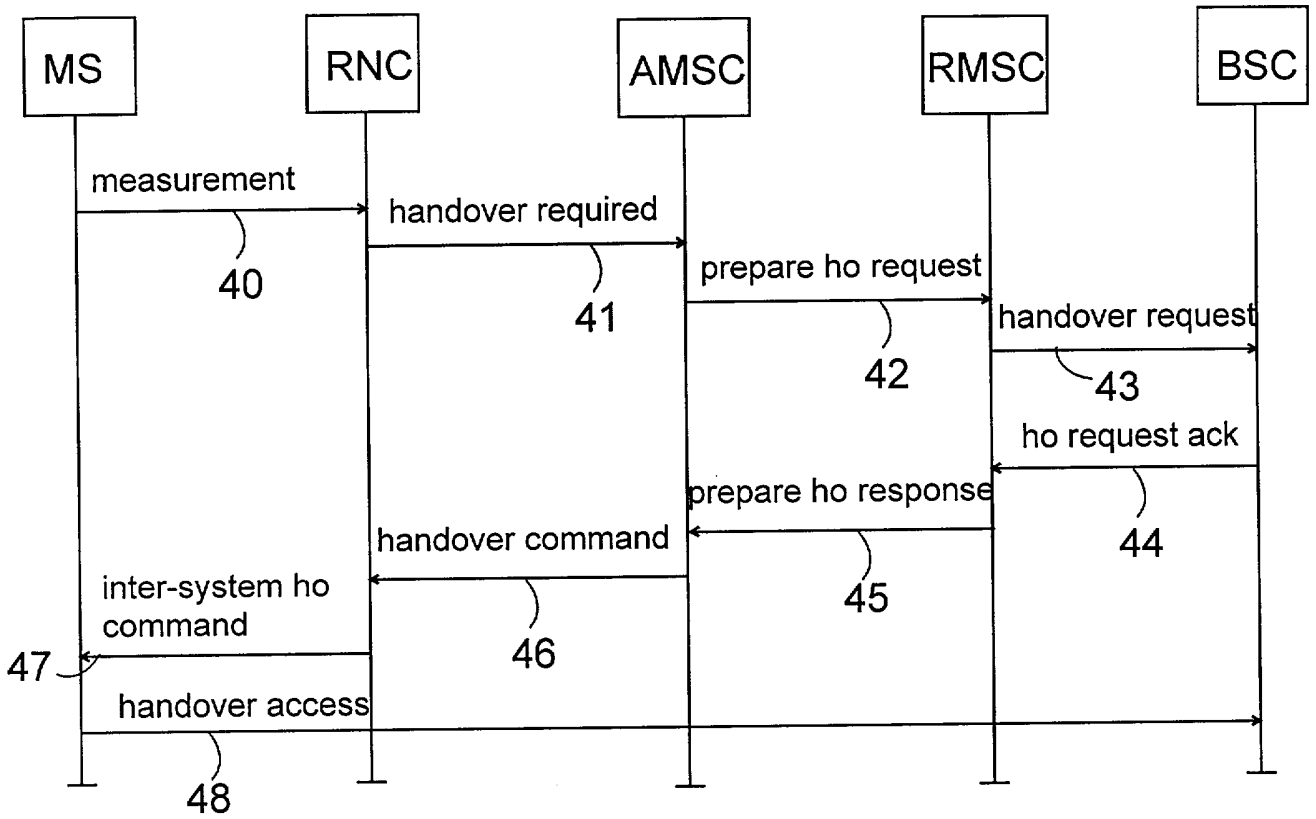 MS
RNC
AMSC
RMSC
BSC
measurement
40
handover required
41
prepare ho request
42
handover request
43
ho request ack
44
prepare ho response
45
handover command
46
inter-system ho
command
47
handover access
48